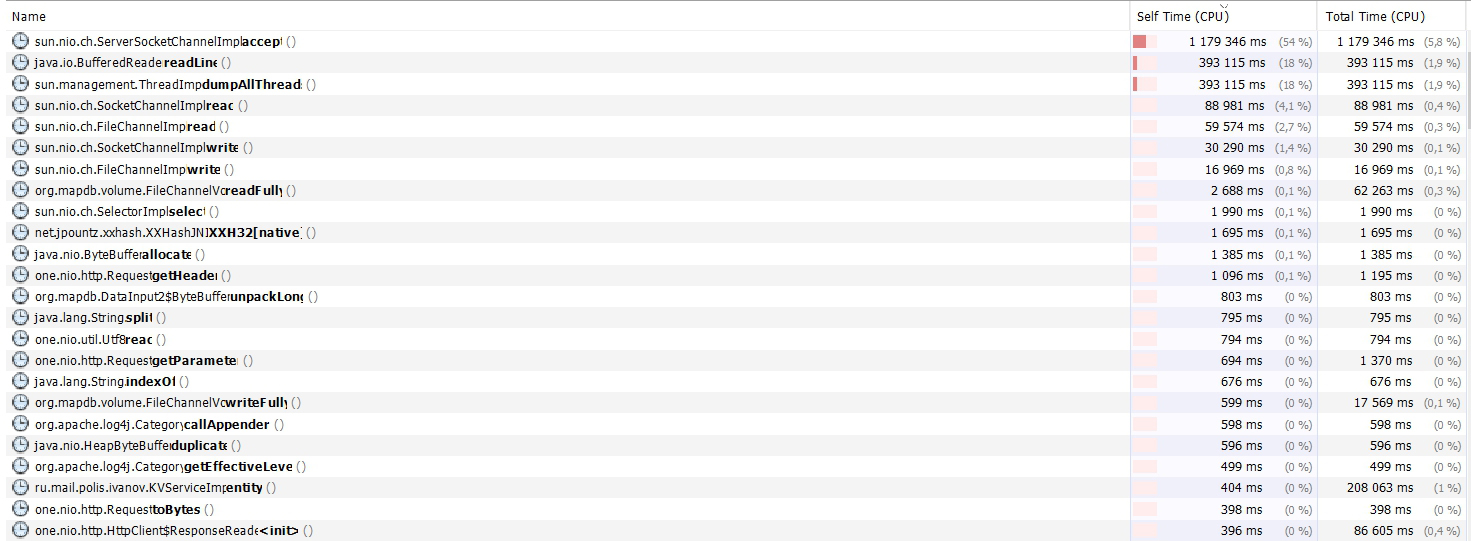 Name Self Time (CPU) Total Time (CPU)
sun.nio.ch.ServerSocketChannelImplaccept () 1 179 346 ms (54 %) 1 179 346 ms (5,8 %)
java.io.BufferedReadereadLine () 393 115 ms (18 %) 393 115 ms (1,9 %)
sun.management.ThreadImpdumpAllThreads () 393 115 ms (18 %) 393 115 ms (1,9 %)
sun.nio.ch.SocketChannelImplreac () 88 981 ms (4,1 %) 88 981 ms (0,4 %)
sun.nio.ch.FileChannelImplread () 59 574 ms (2,7 %) 59 574 ms (0,3 %)
sun.nio.ch.SocketChannelImplwrite () 30 290 ms (1,4 %) 30 290 ms (0,1 %)
sun.nio.ch.FileChannelImpwrite () 16 969 ms (0,8 %) 16 969 ms (0,1 %)
org.mapdb.volume.FileChannelVcreadFully () 2 688 ms (0,1 %) 62 263 ms (0,3 %)
sun.nio.ch.SelectorImplselect () 1 990 ms (0,1 %) 1 990 ms (0 %)
net.jpountz.xxhash.XXHashJNIXXH32[native] () 1 695 ms (0,1 %) 1 695 ms (0 %)
java.nio.ByteBufferallocate () 1 385 ms (0,1 %) 1 385 ms (0 %)
one.nio.http.RequestgetHeader () 1 096 ms (0,1 %) 1 195 ms (0 %)
org.mapdb.DataInput2$ByteBufferunpackLong () 803 ms (0 %) 803 ms (0 %)
java.lang.String.split () 795 ms (0 %) 795 ms (0 %)
one.nio.util.Utf8reac () 794 ms (0 %) 794 ms (0 %)
one.nio.http.RequestgetParameter () 694 ms (0 %) 1 370 ms (0 %)
java.lang.String.indexOf () 676 ms (0 %) 676 ms (0 %)
org.mapdb.volume.FileChannelVcwriteFully () 599 ms (0 %) 17 569 ms (0,1 %)
org.apache.log4j.CategorycallAppender () 598 ms (0 %) 598 ms (0 %)
java.nio.HeapByteBufferduplicate () 596 ms (0 %) 596 ms (0 %)
org.apache.log4j.CategorygetEffectiveLeve () 499 ms (0 %) 499 ms (0 %)
ru.mail.polis.ivanov.KVServiceImpentity () 404 ms (0 %) 208 063 ms (1 %)
one.nio.http.RequesttoBytes () 398 ms (0 %) 398 ms (0 %)
one.nio.http.HttpClient$ResponseReade<init> () 396 ms (0 %) 86 605 ms (0,4 %)